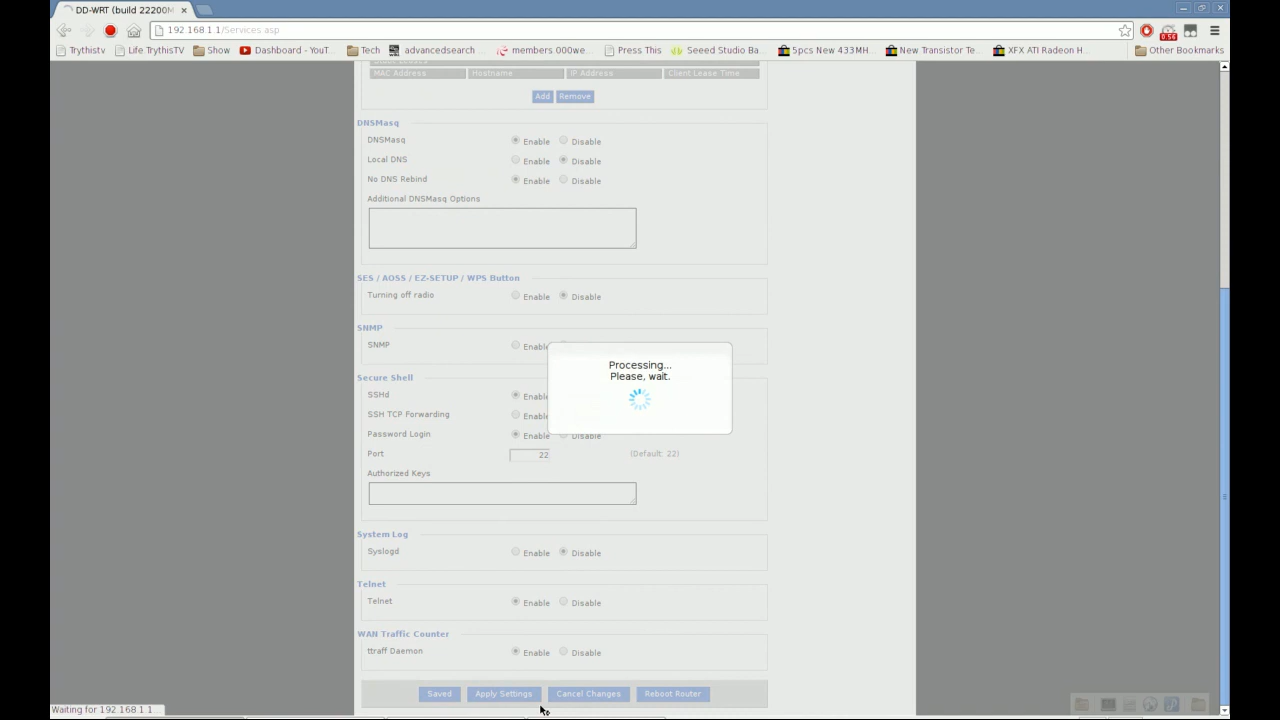 DD-WRT (build 22200M
192.168.1.1/Services.asp
Trythistv Life TrythisTV Show Dashboard - YouT... Tech advancedsearch members 000we... Press This Seeed Studio Ba... 5pcs New 433MH... New Transistor Te... XFX ATI Radeon H... Other Bookmarks
0.56
MAC Address Hostname IP Address Client Lease Time
Add Remove
DNSMasq
DNSMasq Enable Disable
Local DNS Enable Disable
No DNS Rebind Enable Disable
Additional DNSMasq Options
SES / AOSS / EZ-SETUP / WPS Button
Turning off radio Enable Disable
SNMP
SNMP Enable
Processing...
Please, wait.
Secure Shell
SSHd Enable
SSH TCP Forwarding Enable
Password Login Enable Disable
Port 22 (Default: 22)
Authorized Keys
System Log
Syslogd Enable Disable
Telnet
Telnet Enable Disable
WAN Traffic Counter
ttraff Daemon Enable Disable
Saved Apply Settings Cancel Changes Reboot Router
Waiting for 192.168.1.1...